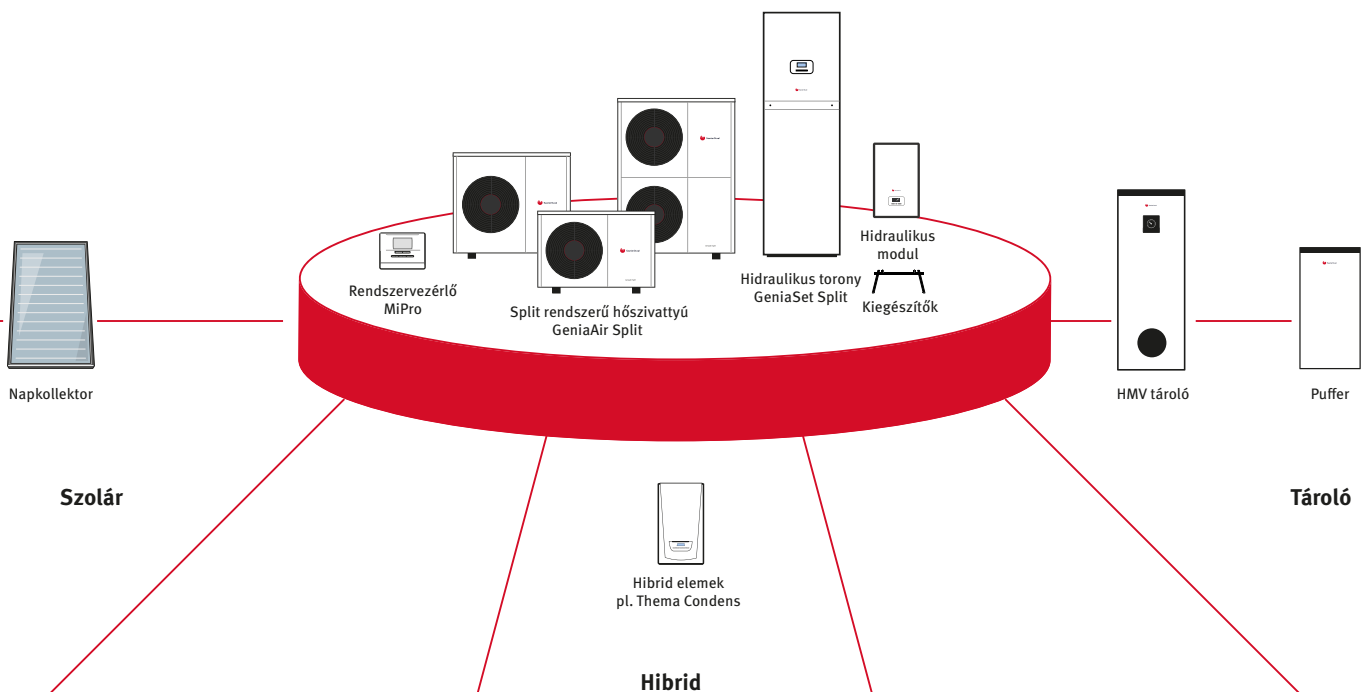 Hidraulikus
modul
Rendszervezérlő
MiPro
Split rendszerű hőszivattyú
GeniaAir Split
Hidraulikus torony
GeniaSet Split
Kiegészítők
Napkollektor
HMV tároló
Puffer
Szolár
Tároló
Hibrid elemek
pl. Thema Condens
Hibrid